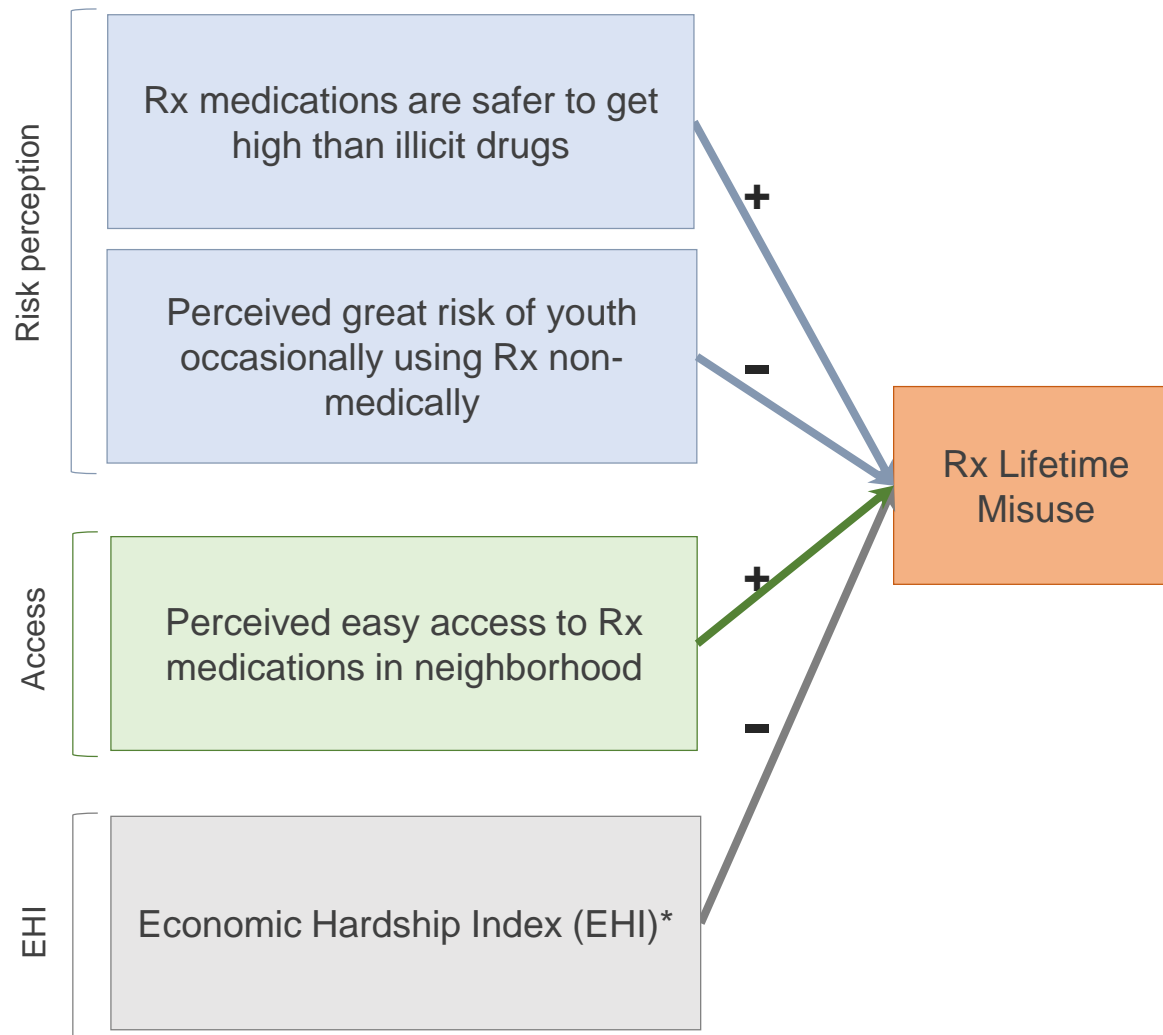 Risk perception
Rx medications are safer to get
high than illicit drugs
+
Perceived great risk of youth
occasionally using Rx non-
medically
-
Rx Lifetime
Misuse
Access
Perceived easy access to Rx
medications in neighborhood
+
-
EHI
Economic Hardship Index (EHI)*